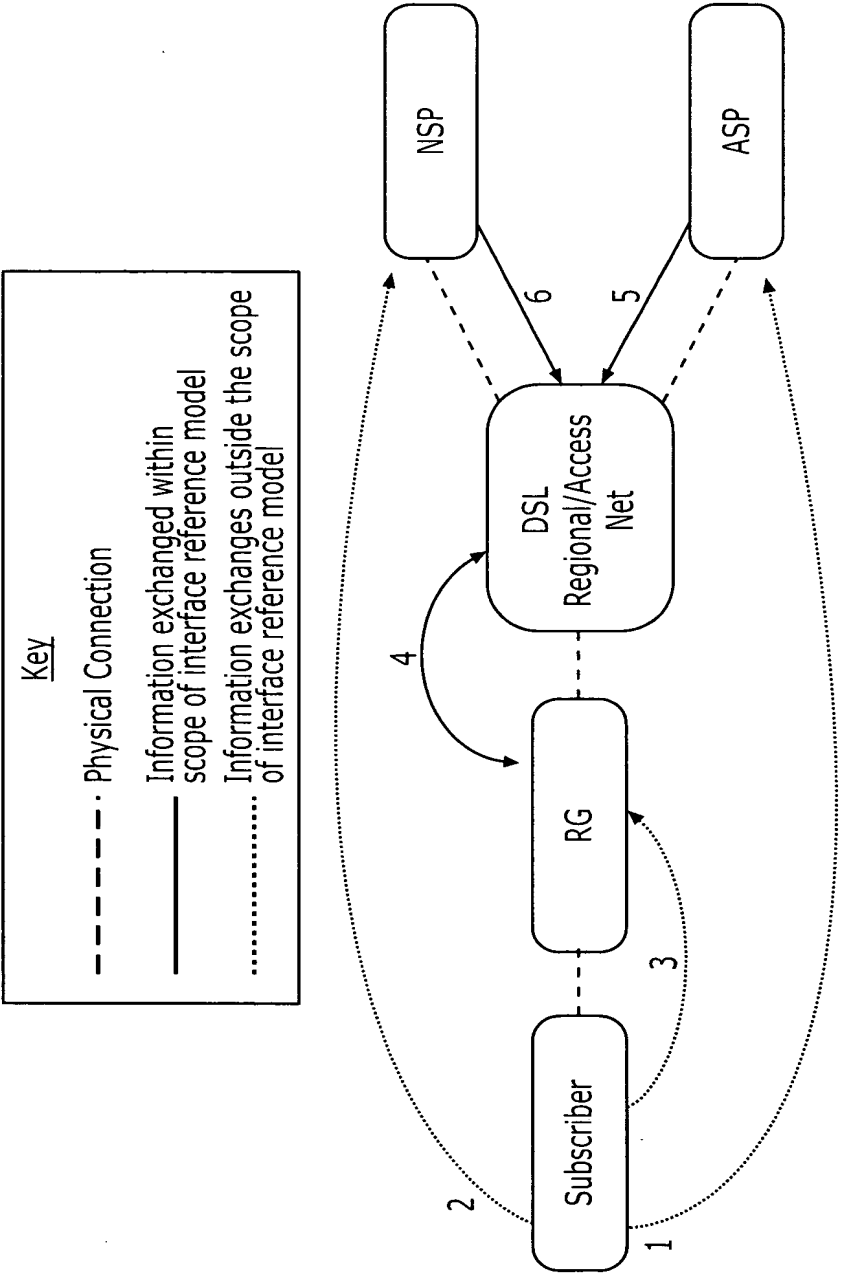 Key
Physical Connection
Information exchanged within
scope of interface reference model
Information exchanges outside the scope
of interface reference model
2
1
Subscriber
3
RG
4
DSL
Regional/Access
Net
6
5
NSP
ASP